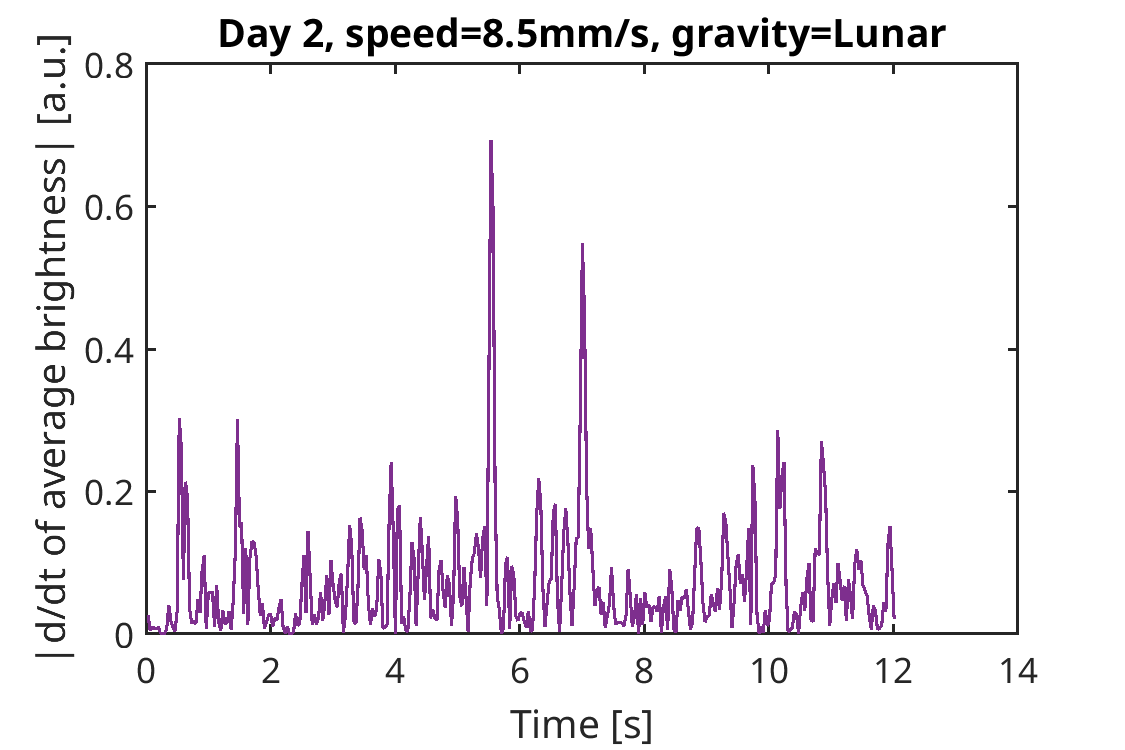 Day 2, speed=8.5mm/s, gravity=Lunar
|d/dt of average brightness| [a.u.]
0.8
0.6
0.4
0.2
0
0 2 4 6 8 10 12 14
Time [s]